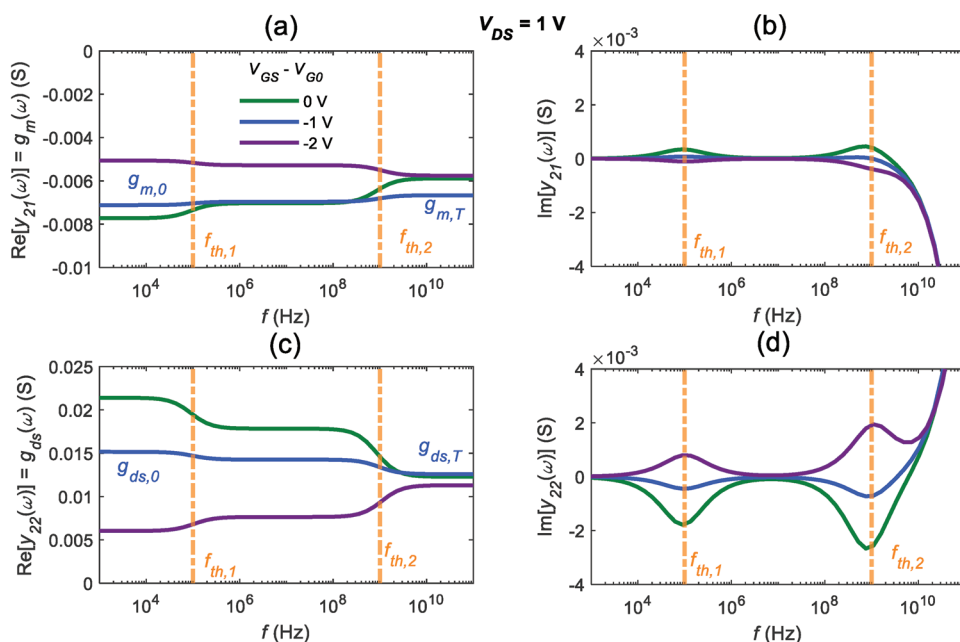 V_DS = 1 V
(a)
Re[y_21(ω)] = g_m(ω) (S)
0
-0.002
-0.004
-0.006
-0.008
-0.01
V_GS - V_G0
0 V
-1 V
-2 V
g_m,0
g_m,T
f_th,1
f_th,2
10^4
10^6
10^8
10^10
f (Hz)
(b)
×10^-3
Im[y_21(ω)] (S)
4
2
0
-2
-4
f_th,1
f_th,2
10^4
10^6
10^8
10^10
f (Hz)
(c)
Re[y_22(ω)] = g_ds(ω) (S)
0.025
0.02
0.015
0.01
0.005
0
g_ds,0
g_ds,T
f_th,1
f_th,2
10^4
10^6
10^8
10^10
f (Hz)
(d)
×10^-3
Im[y_22(ω)] (S)
4
2
0
-2
-4
f_th,1
f_th,2
10^4
10^6
10^8
10^10
f (Hz)